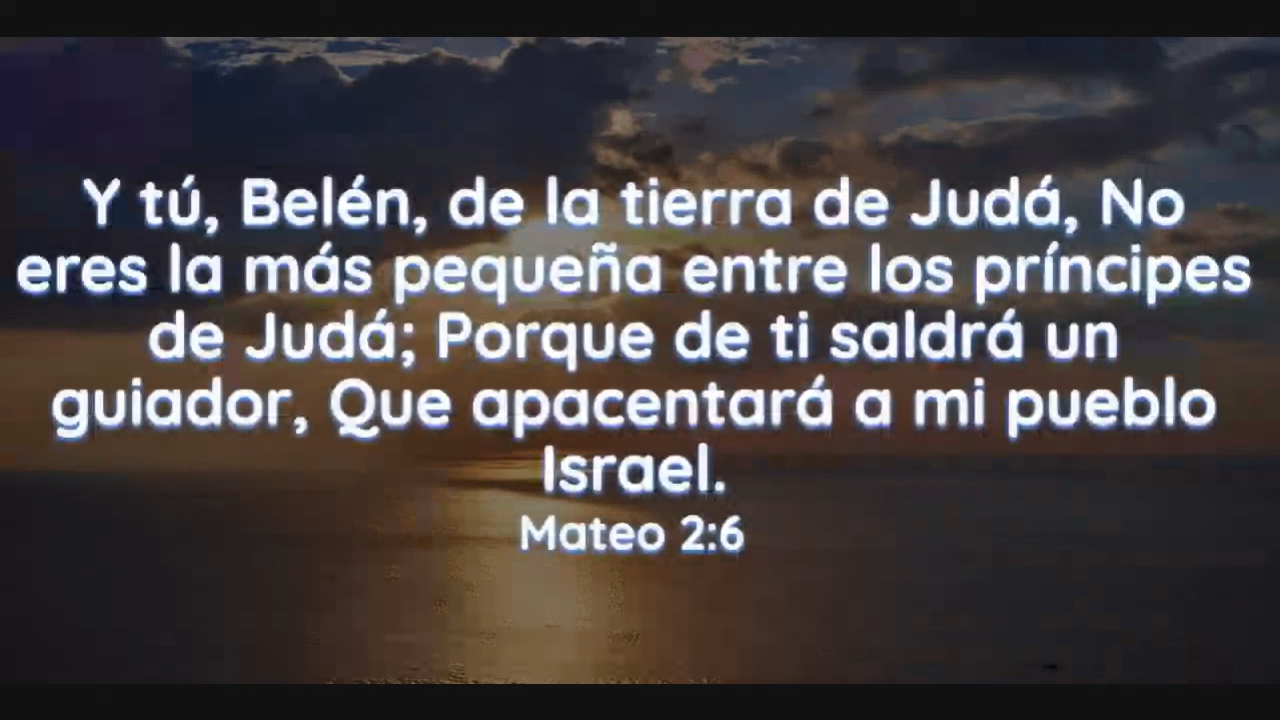 Y tú, Belén, de la tierra de Judá, No
eres la más pequeña entre los príncipes
de Judá; Porque de ti saldrá un
guiador, Que apacentará a mi pueblo
Israel.
Mateo 2:6